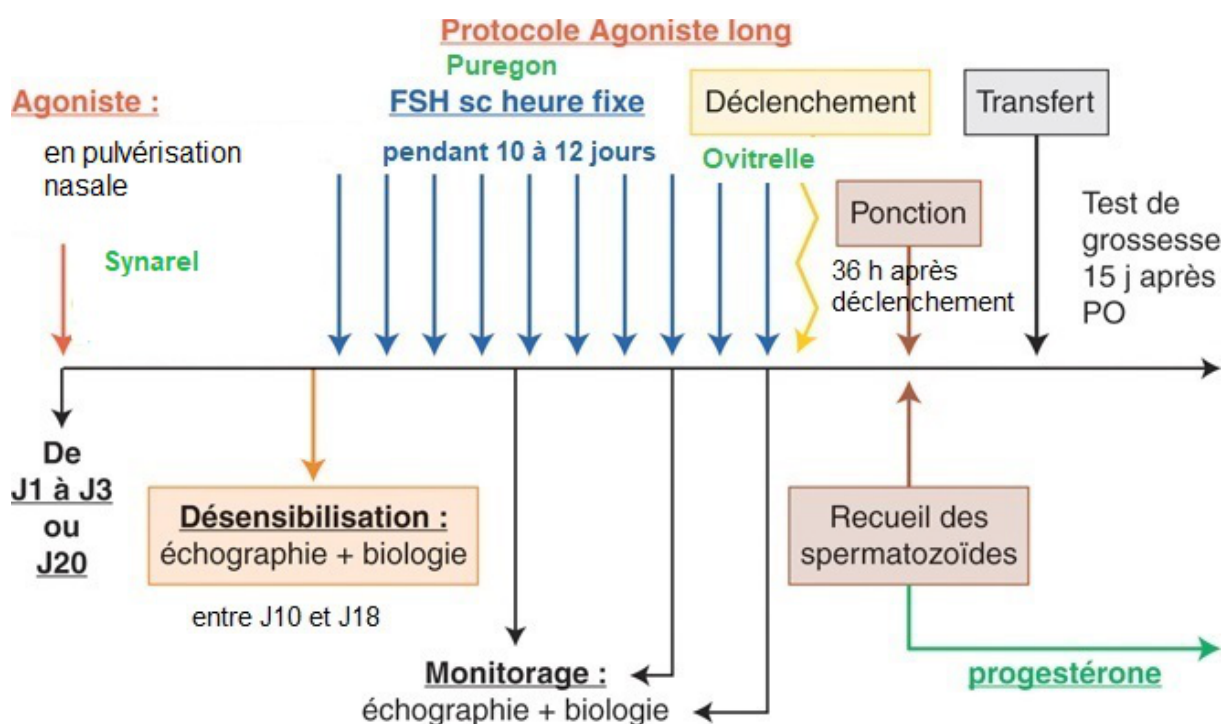 Protocole Agoniste long
Agoniste :
en pulvérisation
nasale
Synarel
Puregon
FSH sc heure fixe
pendant 10 à 12 jours
Déclenchement
Ovitrelle
Ponction
36 h après
déclenchement
Transfert
Test de
grossesse
15 j après
PO
De
J1 à J3
ou
J20
Désensibilisation :
échographie + biologie
entre J10 et J18
Monitorage :
échographie + biologie
Recueil des
spermatozoïdes
progestérone